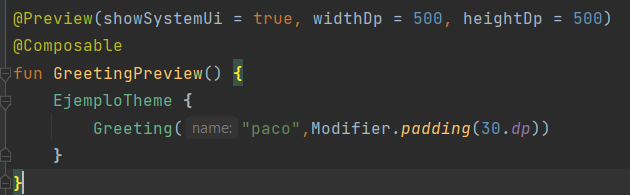 @Preview(showSystemUi = true, widthDp = 500, heightDp = 500)
@Composable
fun GreetingPreview() {
EjemploTheme {
Greeting( name: "paco",Modifier.padding(30.dp))
}
}